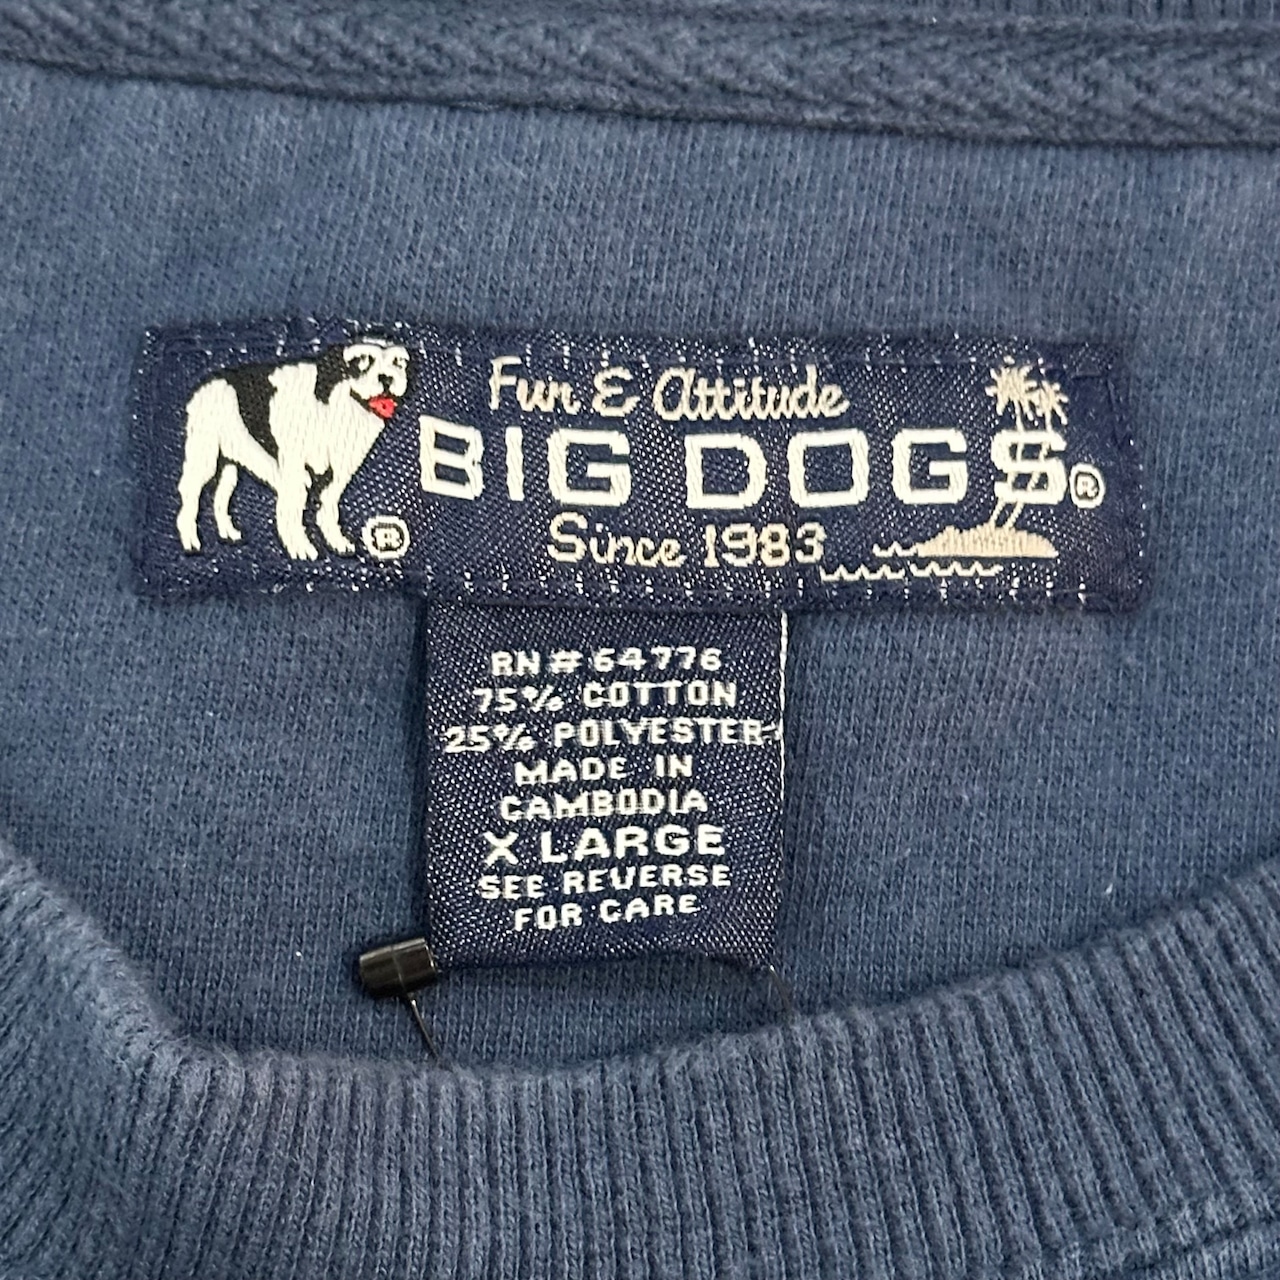 Fun & Attitude
BIG DOGS®
Since 1983
®
RN# 64776
75% COTTON
25% POLYESTER
MADE IN
CAMBODIA
X LARGE
SEE REVERSE
FOR CARE